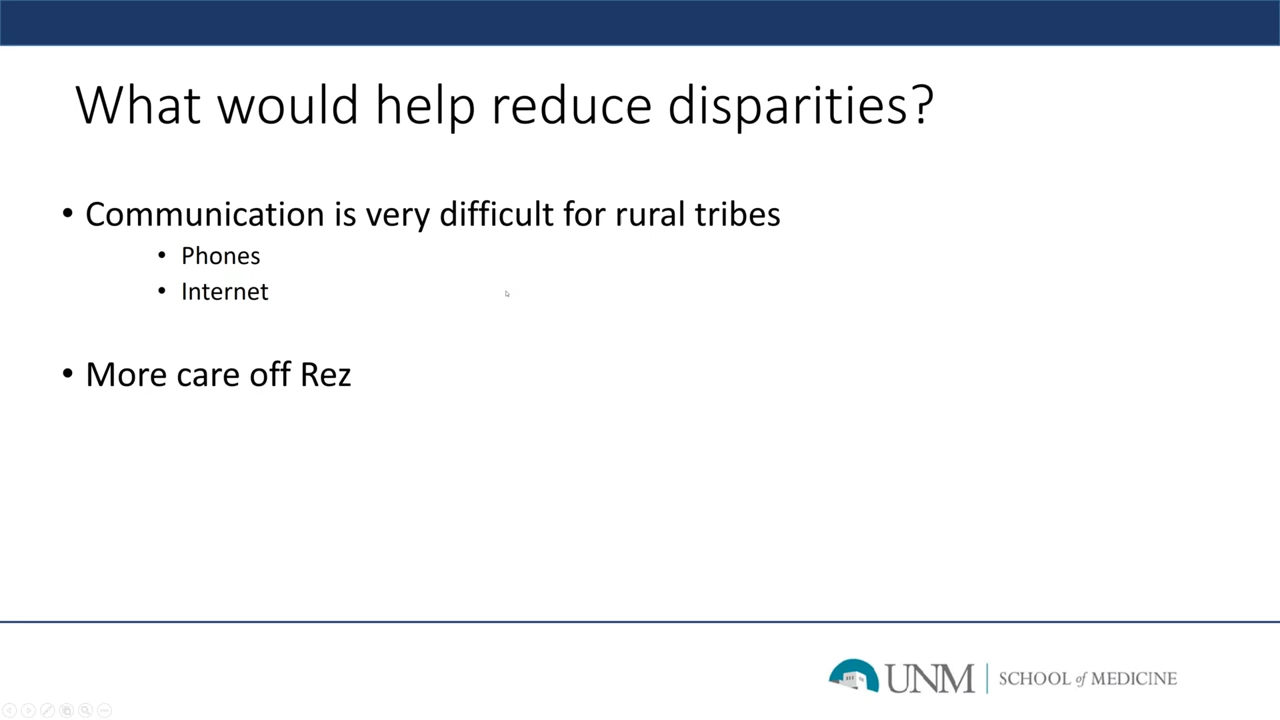 What would help reduce disparities?
• Communication is very difficult for rural tribes
• Phones
• Internet
• More care off Rez
UNM | SCHOOL of MEDICINE